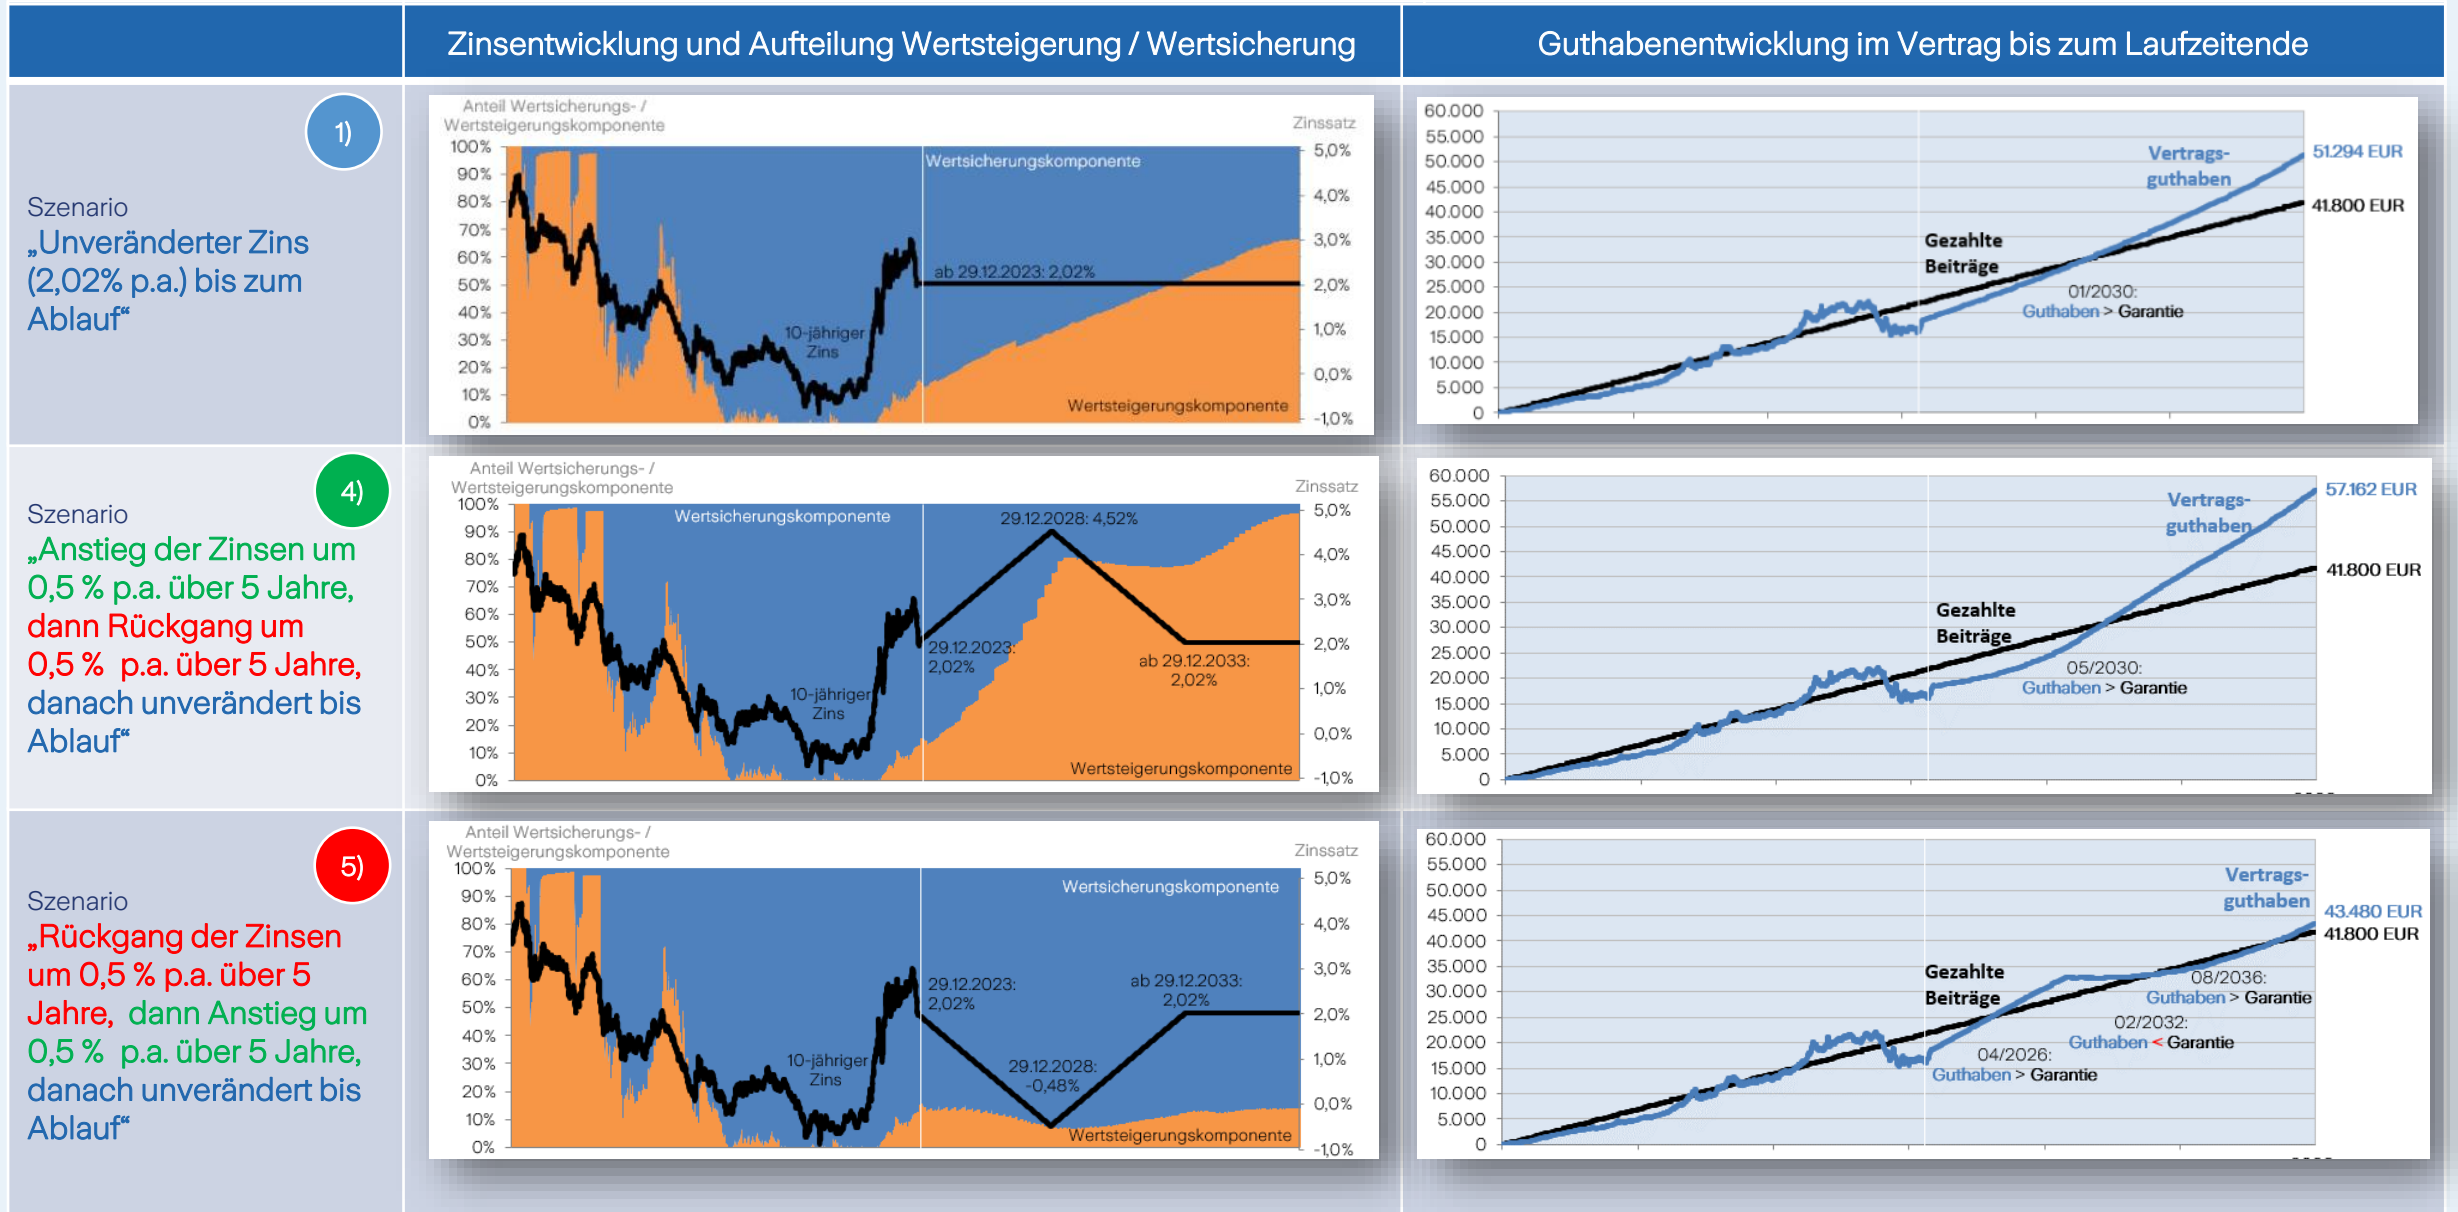 Zinsentwicklung und Aufteilung Wertsteigerung / Wertsicherung
Guthabenentwicklung im Vertrag bis zum Laufzeitende
1)
Szenario
„Unveränderter Zins
(2,02% p.a.) bis zum
Ablauf“
Anteil Wertsicherungs- /
Wertsteigerungskomponente
Zinssatz
100%
90%
80%
70%
60%
50%
40%
30%
20%
10%
0%
Wertsicherungskomponente
ab 29.12.2023: 2,02%
10-jähriger
Zins
Wertsteigerungskomponente
5,0%
4,0%
3,0%
2,0%
1,0%
0,0%
-1,0%
60.000
55.000
50.000
45.000
40.000
35.000
30.000
25.000
20.000
15.000
10.000
5.000
0
Vertrags-
guthaben
51.294 EUR
41.800 EUR
Gezahlte
Beiträge
01/2030:
Guthaben > Garantie
4)
Szenario
„Anstieg der Zinsen um
0,5 % p.a. über 5 Jahre,
dann Rückgang um
0,5 % p.a. über 5 Jahre,
danach unverändert bis
Ablauf“
Anteil Wertsicherungs- /
Wertsteigerungskomponente
Zinssatz
100%
90%
80%
70%
60%
50%
40%
30%
20%
10%
0%
Wertsicherungskomponente
29.12.2028: 4,52%
29.12.2023:
2,02%
ab 29.12.2033:
2,02%
10-jähriger
Zins
Wertsteigerungskomponente
5,0%
4,0%
3,0%
2,0%
1,0%
0,0%
-1,0%
60.000
55.000
50.000
45.000
40.000
35.000
30.000
25.000
20.000
15.000
10.000
5.000
0
Vertrags-
guthaben
57.162 EUR
41.800 EUR
Gezahlte
Beiträge
05/2030:
Guthaben > Garantie
5)
Szenario
„Rückgang der Zinsen
um 0,5 % p.a. über 5
Jahre, dann Anstieg um
0,5 % p.a. über 5 Jahre,
danach unverändert bis
Ablauf“
Anteil Wertsicherungs- /
Wertsteigerungskomponente
Zinssatz
100%
90%
80%
70%
60%
50%
40%
30%
20%
10%
0%
Wertsicherungskomponente
29.12.2023:
2,02%
ab 29.12.2033:
2,02%
29.12.2028:
-0,48%
10-jähriger
Zins
Wertsteigerungskomponente
5,0%
4,0%
3,0%
2,0%
1,0%
0,0%
-1,0%
60.000
55.000
50.000
45.000
40.000
35.000
30.000
25.000
20.000
15.000
10.000
5.000
0
Vertrags-
guthaben
43.480 EUR
41.800 EUR
Gezahlte
Beiträge
08/2036:
Guthaben > Garantie
02/2032:
Guthaben < Garantie
04/2026:
Guthaben > Garantie